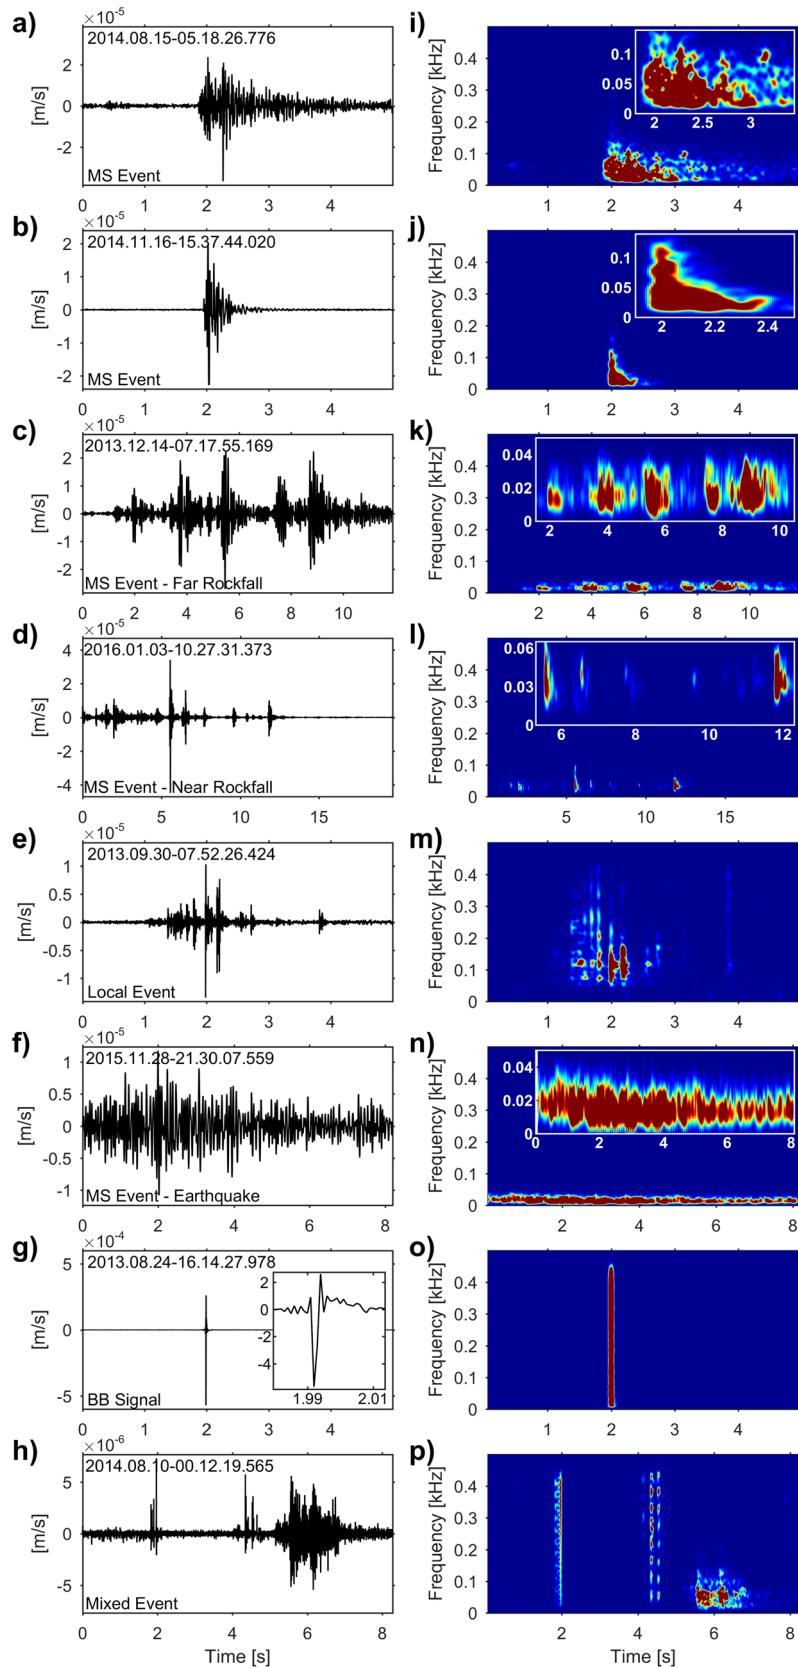 a)
×10⁻⁵
2014.08.15-05.18.26.776
[m/s]
2
0
-2
MS Event
0 1 2 3 4
i)
Frequency [kHz]
0.4
0.3
0.2
0.1
0
0.1
0.05
0
2 2.5 3
1 2 3 4
b)
×10⁻⁵
2014.11.16-15.37.44.020
[m/s]
2
1
0
-1
-2
MS Event
0 1 2 3 4
j)
Frequency [kHz]
0.4
0.3
0.2
0.1
0
0.1
0.05
0
2 2.2 2.4
1 2 3 4
c)
×10⁻⁵
2013.12.14-07.17.55.169
[m/s]
2
1
0
-1
-2
MS Event - Far Rockfall
0 2 4 6 8 10
k)
Frequency [kHz]
0.4
0.3
0.2
0.1
0
0.04
0.02
0
2 4 6 8 10
2 4 6 8 10
d)
×10⁻⁵
2016.01.03-10.27.31.373
[m/s]
4
2
0
-2
-4
MS Event - Near Rockfall
0 5 10 15
l)
Frequency [kHz]
0.4
0.3
0.2
0.1
0
0.06
0.03
0
6 8 10 12
5 10 15
e)
×10⁻⁵
2013.09.30-07.52.26.424
[m/s]
1
0.5
0
-0.5
-1
Local Event
0 1 2 3 4
m)
Frequency [kHz]
0.4
0.3
0.2
0.1
0
1 2 3 4
f)
×10⁻⁵
2015.11.28-21.30.07.559
[m/s]
1
0.5
0
-0.5
-1
MS Event - Earthquake
0 2 4 6 8
n)
Frequency [kHz]
0.4
0.3
0.2
0.1
0
0.04
0.02
0
0 2 4 6 8
2 4 6 8
g)
×10⁻⁴
2013.08.24-16.14.27.978
[m/s]
5
0
-5
2
0
-2
-4
1.99 2.01
BB Signal
0 1 2 3 4
o)
Frequency [kHz]
0.4
0.3
0.2
0.1
0
1 2 3 4
h)
×10⁻⁶
2014.08.10-00.12.19.565
[m/s]
5
0
-5
Mixed Event
0 2 4 6 8
Time [s]
p)
Frequency [kHz]
0.4
0.3
0.2
0.1
0
2 4 6 8
Time [s]